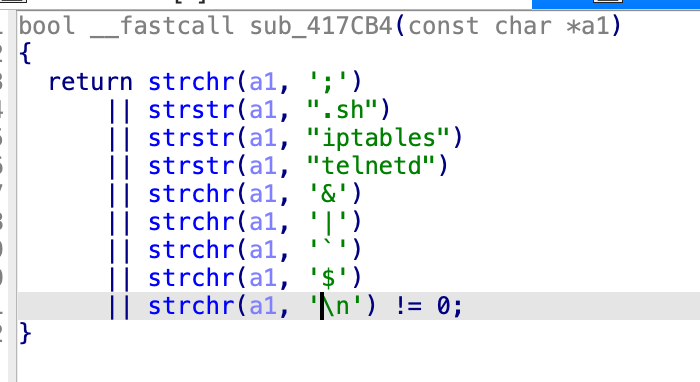 bool __fastcall sub_417CB4(const char *a1)
{
  return strchr(a1, ';')
      || strstr(a1, ".sh")
      || strstr(a1, "iptables")
      || strstr(a1, "telnetd")
      || strchr(a1, '&')
      || strchr(a1, '|')
      || strchr(a1, '`')
      || strchr(a1, '$')
      || strchr(a1, '\n') != 0;
}